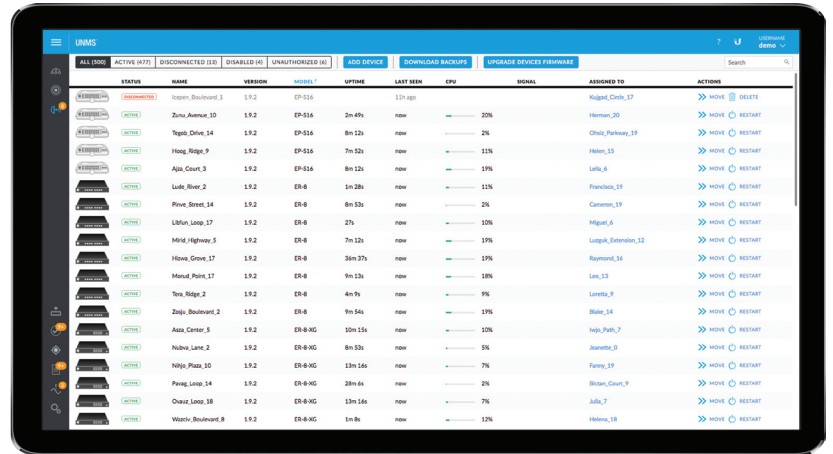 UNMS
?
USERNAME
demo
ALL (500) ACTIVE (477) DISCONNECTED (13) DISABLED (4) UNAUTHORIZED (6) ADD DEVICE DOWNLOAD BACKUPS UPGRADE DEVICES FIRMWARE Search
STATUS NAME VERSION MODEL UPTIME LAST SEEN CPU SIGNAL ASSIGNED TO ACTIONS
DISCONNECTED Icepen_Boulevard_1 1.9.2 EP-S16 11h ago Kujgad_Circle_17 MOVE DELETE
ACTIVE Zunu_Avenue_10 1.9.2 EP-S16 2m 49s now 20% Herman_20 MOVE RESTART
ACTIVE Tegob_Drive_14 1.9.2 EP-S16 8m 12s now 2% Ohsiz_Parkway_19 MOVE RESTART
ACTIVE Hoog_Ridge_9 1.9.2 EP-S16 7m 52s now 11% Helen_15 MOVE RESTART
ACTIVE Ajza_Court_3 1.9.2 EP-S16 8m 12s now 19% Leila_6 MOVE RESTART
ACTIVE Lude_River_2 1.9.2 ER-8 1m 28s now 11% Francisco_19 MOVE RESTART
ACTIVE Pinve_Street_14 1.9.2 ER-8 8m 53s now 2% Cameron_19 MOVE RESTART
ACTIVE Libfun_Loop_17 1.9.2 ER-8 27s now 10% Miguel_6 MOVE RESTART
ACTIVE Mirid_Highway_5 1.9.2 ER-8 7m 12s now 19% Luzguk_Extension_12 MOVE RESTART
ACTIVE Hizwa_Grove_17 1.9.2 ER-8 36m 37s now 19% Raymond_16 MOVE RESTART
ACTIVE Morud_Point_17 1.9.2 ER-8 9m 13s now 18% Leo_13 MOVE RESTART
ACTIVE Tera_Ridge_2 1.9.2 ER-8 4m 9s now 9% Loretta_9 MOVE RESTART
ACTIVE Zosju_Boulevard_2 1.9.2 ER-8 9m 54s now 19% Blake_14 MOVE RESTART
ACTIVE Asza_Center_5 1.9.2 ER-8-XG 10m 15s now 10% Iwjo_Path_7 MOVE RESTART
ACTIVE Nubva_Lane_2 1.9.2 ER-8-XG 8m 53s now 5% Jeanette_0 MOVE RESTART
ACTIVE Nihjo_Plaza_10 1.9.2 ER-8-XG 13m 16s now 7% Fanny_19 MOVE RESTART
ACTIVE Pavag_Loop_14 1.9.2 ER-8-XG 28m 6s now 2% Bictan_Court_9 MOVE RESTART
ACTIVE Ovauz_Loop_18 1.9.2 ER-8-XG 13m 16s now 7% Julia_7 MOVE RESTART
ACTIVE Wazciv_Boulevard_8 1.9.2 ER-8-XG 1m 8s now 12% Helena_18 MOVE RESTART